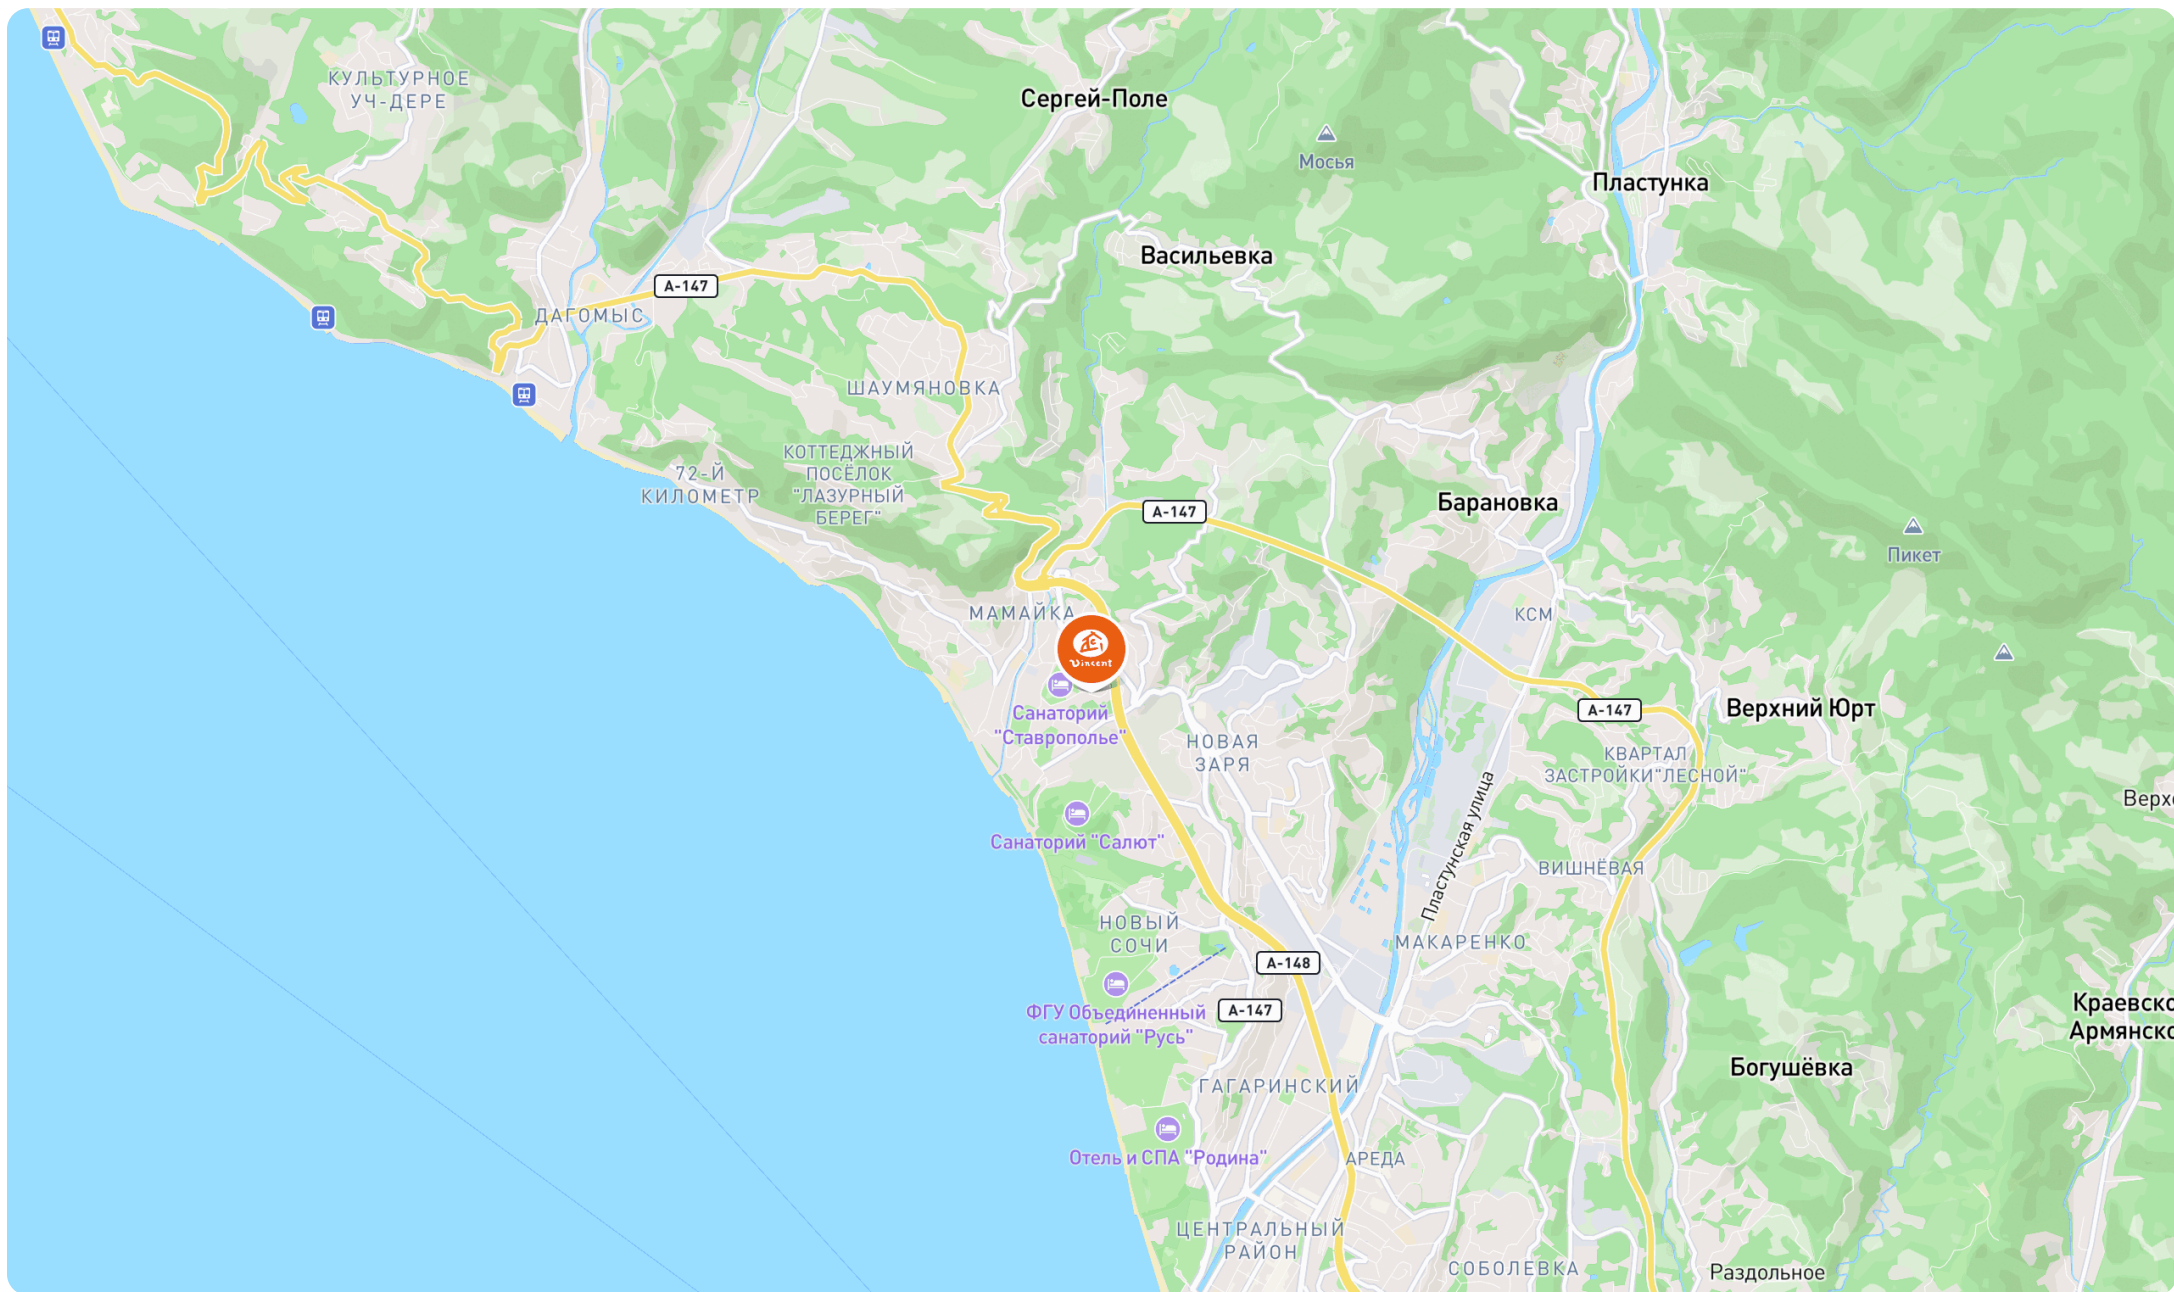 КУЛЬТУРНОЕ
УЧ-ДЕРЕ
Сергей-Поле
Мосья
Пластунка
Васильевка
А-147
ДАГОМЫС
ШАУМЯНОВКА
КОТТЕДЖНЫЙ
ПОСЁЛОК
"ЛАЗУРНЫЙ
БЕРЕГ"
72-Й
КИЛОМЕТР
А-147
Барановка
Пикет
МАМАЙКА
КСМ
Vincent
Санаторий
"Ставрополье"
А-147
Верхний Юрт
НОВАЯ
ЗАРЯ
КВАРТАЛ
ЗАСТРОЙКИ"ЛЕСНОЙ"
Верхо
Санаторий "Салют"
Пластунская улица
ВИШНЁВАЯ
НОВЫЙ
СОЧИ
МАКАРЕНКО
А-148
А-147
ФГУ Объединенный
санаторий "Русь"
Краевско
Армянско
Богушёвка
ГАГАРИНСКИЙ
Отель и СПА "Родина"
АРЕДА
ЦЕНТРАЛЬНЫЙ
РАЙОН
СОБОЛЕВКА
Раздольное